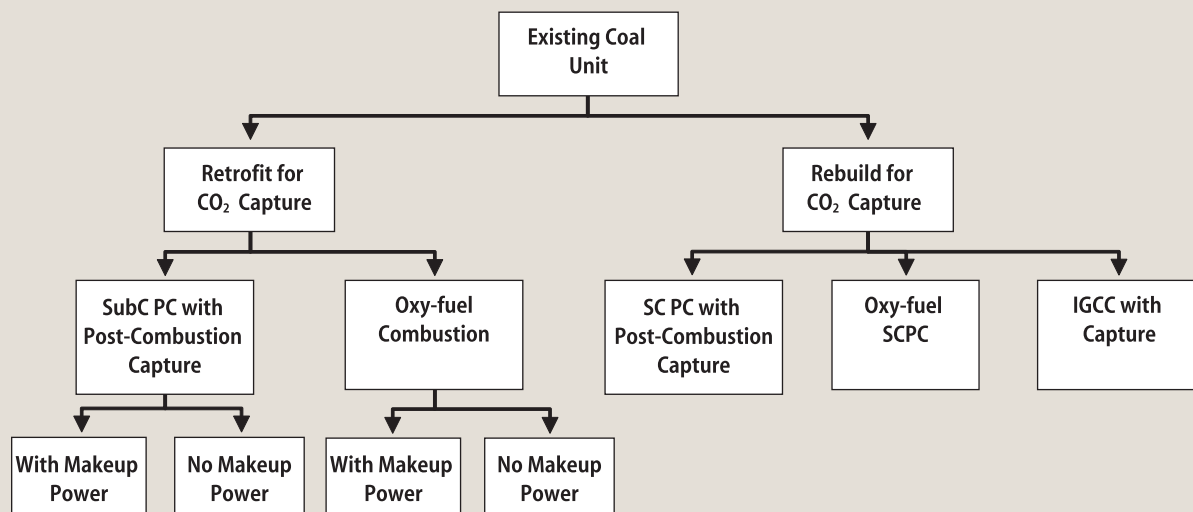 Existing Coal
Unit
Retrofit for
CO₂ Capture
Rebuild for
CO₂ Capture
SubC PC with
Post-Combustion
Capture
Oxy-fuel
Combustion
SC PC with
Post-Combustion
Capture
Oxy-fuel
SCPC
IGCC with
Capture
With Makeup
Power
No Makeup
Power
With Makeup
Power
No Makeup
Power